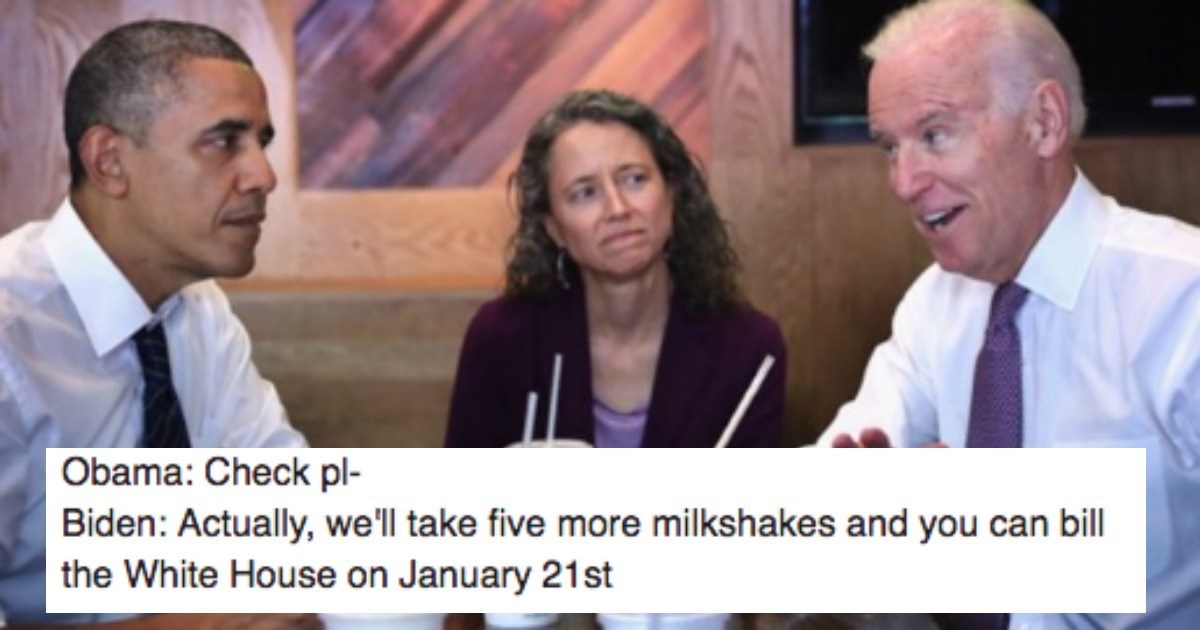 Obama: Check pl-
Biden: Actually, we'll take five more milkshakes and you can bill
the White House on January 21st